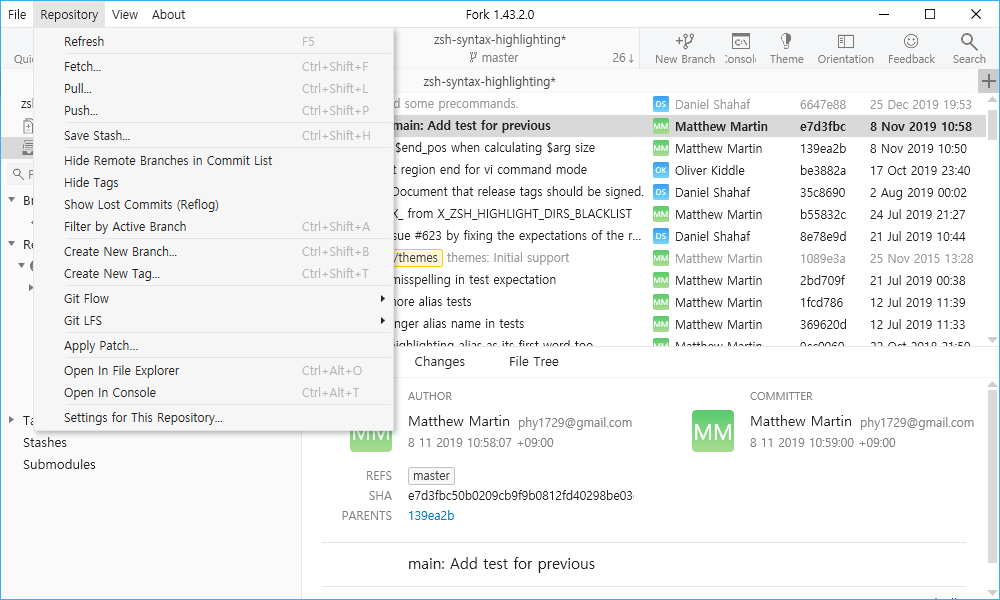 File Repository View About Fork 1.43.2.0
Refresh F5
Fetch... Ctrl+Shift+F
Pull... Ctrl+Shift+L
Push... Ctrl+Shift+P
Save Stash... Ctrl+Shift+H
Hide Remote Branches in Commit List
Hide Tags
Show Lost Commits (Reflog)
Filter by Active Branch Ctrl+Shift+A
Create New Branch... Ctrl+Shift+B
Create New Tag... Ctrl+Shift+T
Git Flow
Git LFS
Apply Patch...
Open In File Explorer Ctrl+Alt+O
Open In Console Ctrl+Alt+T
Settings for This Repository...
Stashes
Submodules
zsh-syntax-highlighting*
master 26↓
New Branch Console Theme Orientation Feedback Search
zsh-syntax-highlighting*
d some precommands. DS Daniel Shahaf 6647e88 25 Dec 2019 19:53
main: Add test for previous MM Matthew Martin e7d3fbc 8 Nov 2019 10:58
$end_pos when calculating $arg size MM Matthew Martin 139ea2b 8 Nov 2019 10:50
t region end for vi command mode OK Oliver Kiddle be3882a 17 Oct 2019 23:40
Document that release tags should be signed. DS Daniel Shahaf 35c8690 2 Aug 2019 00:02
X_ from X_ZSH_HIGHLIGHT_DIRS_BLACKLIST MM Matthew Martin b55832c 24 Jul 2019 21:27
sue #623 by fixing the expectations of the r... DS Daniel Shahaf 8e78e9d 21 Jul 2019 10:44
/themes themes: Initial support MM Matthew Martin 1089e3a 25 Nov 2015 13:28
misspelling in test expectation MM Matthew Martin 2bd709f 21 Jul 2019 00:38
more alias tests MM Matthew Martin 1fcd786 12 Jul 2019 11:39
nger alias name in tests MM Matthew Martin 369620d 12 Jul 2019 11:33
highlighting alias as its first word too MM Matthew Martin
Changes File Tree
AUTHOR COMMITTER
MM Matthew Martin phy1729@gmail.com MM Matthew Martin phy1729@gmail.com
8 11 2019 10:58:07 +09:00 8 11 2019 10:59:00 +09:00
REFS master
SHA e7d3fbc50b0209cb9f9b0812fd40298be03
PARENTS 139ea2b
main: Add test for previous